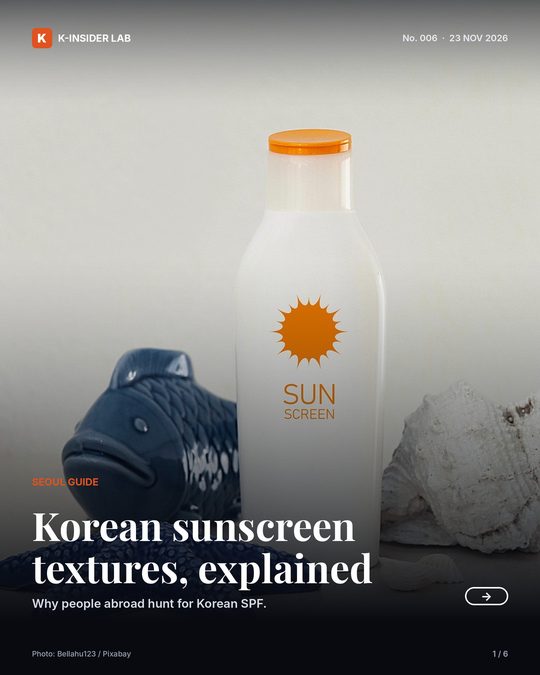 K K-INSIDER LAB
No. 006 · 23 NOV 2026
SUN
SCREEN
SEOUL GUIDE
Korean sunscreen
textures, explained
Why people abroad hunt for Korean SPF.
Photo: Bellahu123 / Pixabay
1 / 6